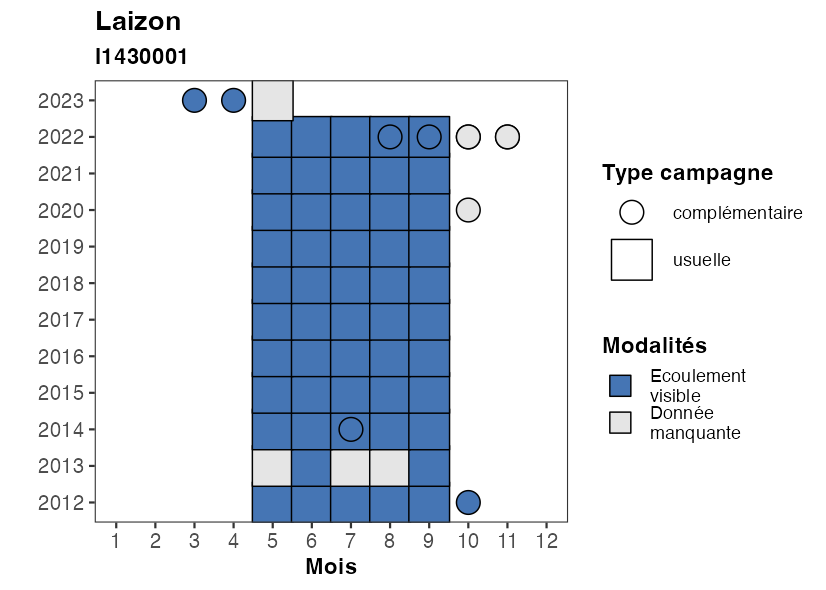 Laizon
I1430001
2023
2022
2021
2020
2019
2018
2017
2016
2015
2014
2013
2012
1 2 3 4 5 6 7 8 9 10 11 12
Mois
Type campagne
complémentaire
usuelle
Modalités
Ecoulement
visible
Donnée
manquante